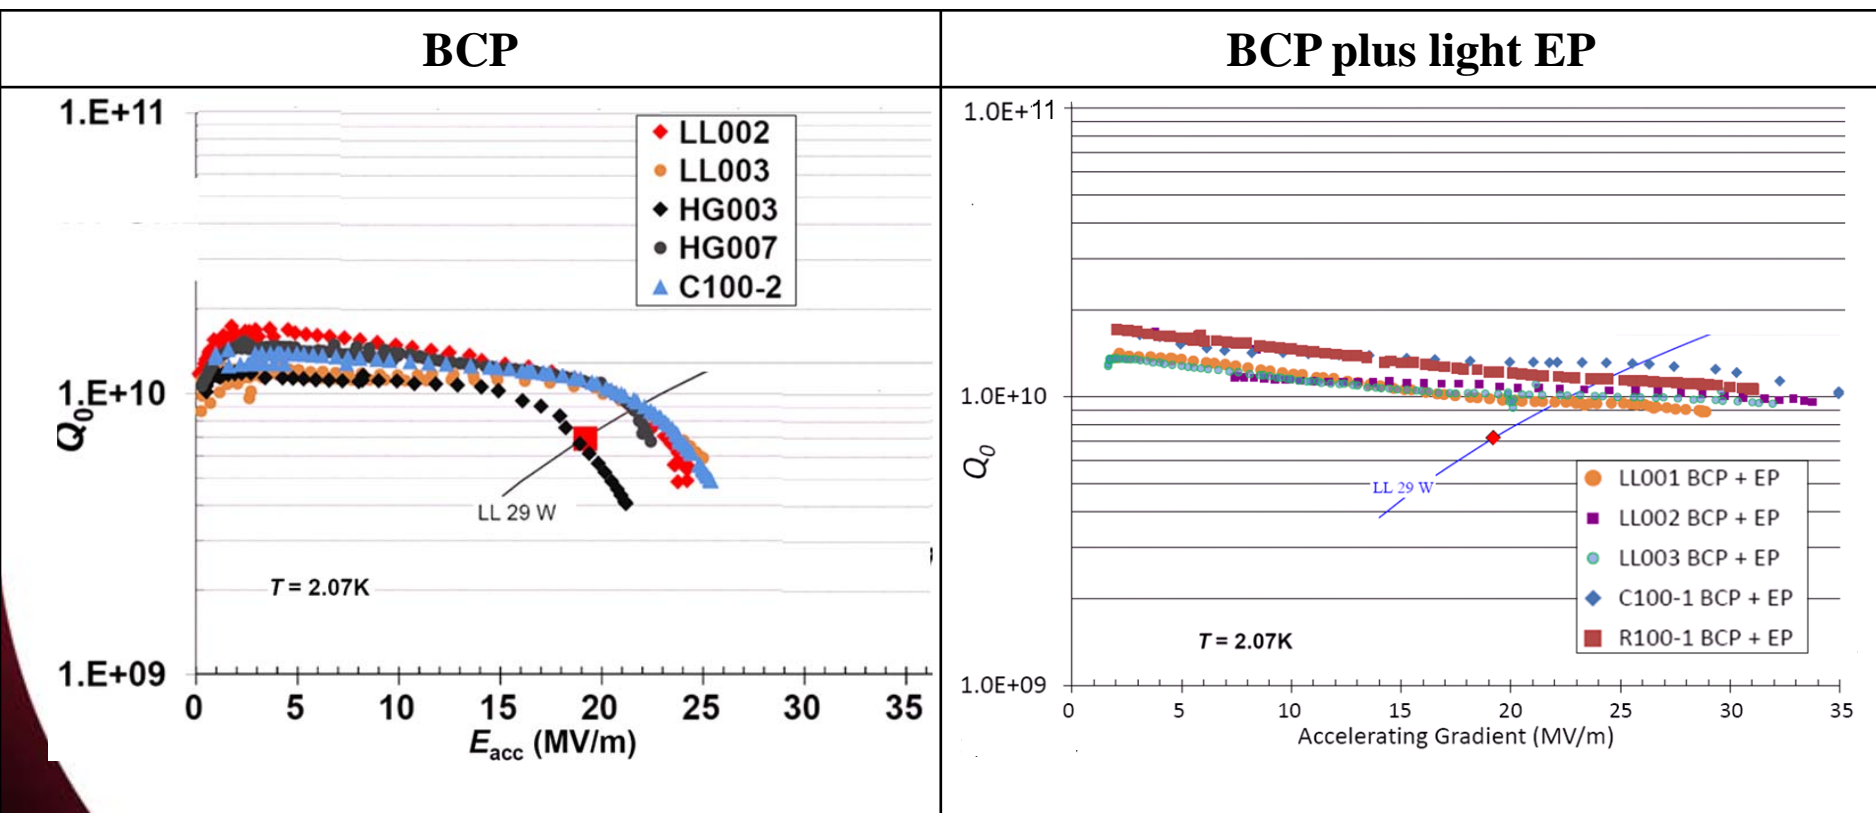 BCP
BCP plus light EP
1.E+11
1.E+10
1.E+09
Q0
LL002
LL003
HG003
HG007
C100-2
LL 29 W
T = 2.07K
0 5 10 15 20 25 30 35
Eacc (MV/m)
1.0E+11
1.0E+10
1.0E+09
Q0
LL 29 W
LL001 BCP + EP
LL002 BCP + EP
LL003 BCP + EP
C100-1 BCP + EP
R100-1 BCP + EP
T = 2.07K
0 5 10 15 20 25 30 35
Accelerating Gradient (MV/m)